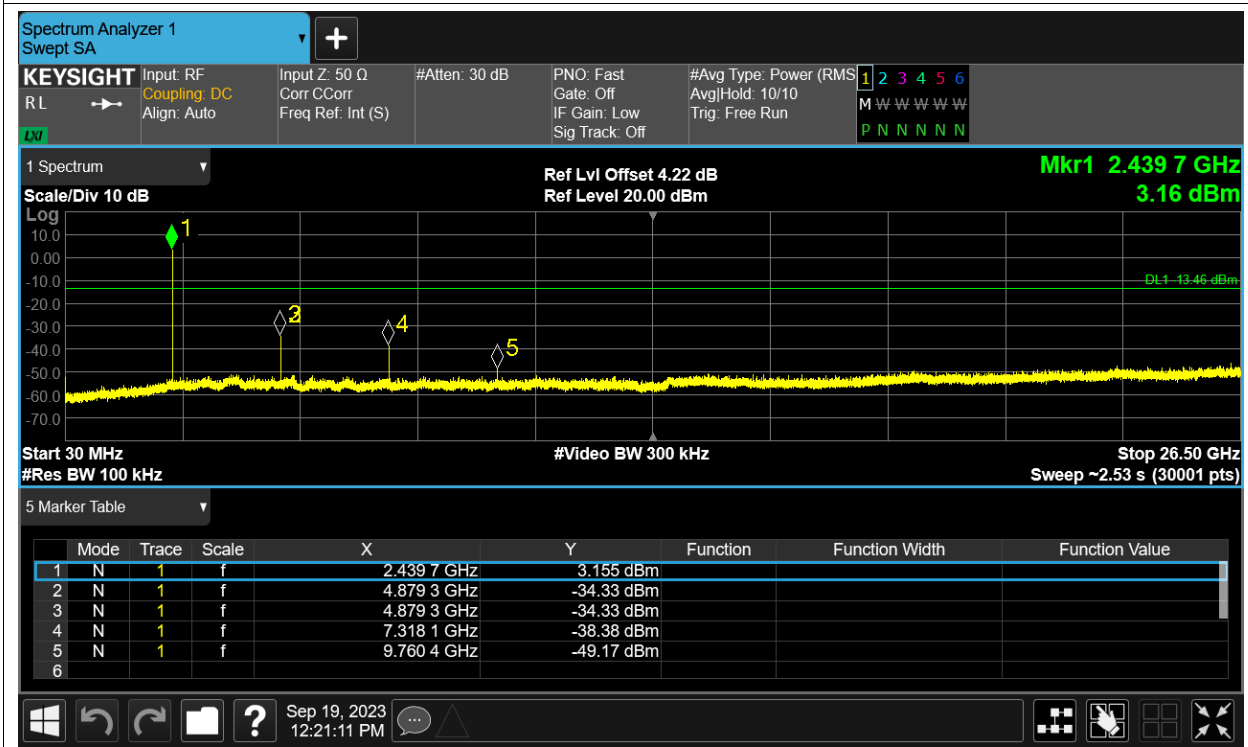 Spectrum Analyzer 1
Swept SA
KEYSIGHT Input: RF Input Z: 50 Ω #Atten: 30 dB PNO: Fast #Avg Type: Power (RMS 1 2 3 4 5 6
RL Coupling: DC Corr CCorr Gate: Off Avg|Hold: 10/10 M W W W W W
Align: Auto Freq Ref: Int (S) IF Gain: Low Trig: Free Run
LXI Sig Track: Off P N N N N N
1 Spectrum Ref Lvl Offset 4.22 dB Mkr1 2.439 7 GHz
Scale/Div 10 dB Ref Level 20.00 dBm 3.16 dBm
Log
10.0
0.00
-10.0
-20.0
-30.0
-40.0
-50.0
-60.0
-70.0
1
DL1 -13.46 dBm
4
5
Start 30 MHz #Video BW 300 kHz Stop 26.50 GHz
#Res BW 100 kHz Sweep ~2.53 s (30001 pts)
5 Marker Table
Mode Trace Scale X Y Function Function Width Function Value
1 N 1 f 2.439 7 GHz 3.155 dBm
2 N 1 f 4.879 3 GHz -34.33 dBm
3 N 1 f 4.879 3 GHz -34.33 dBm
4 N 1 f 7.318 1 GHz -38.38 dBm
5 N 1 f 9.760 4 GHz -49.17 dBm
6
? Sep 19, 2023
12:21:11 PM